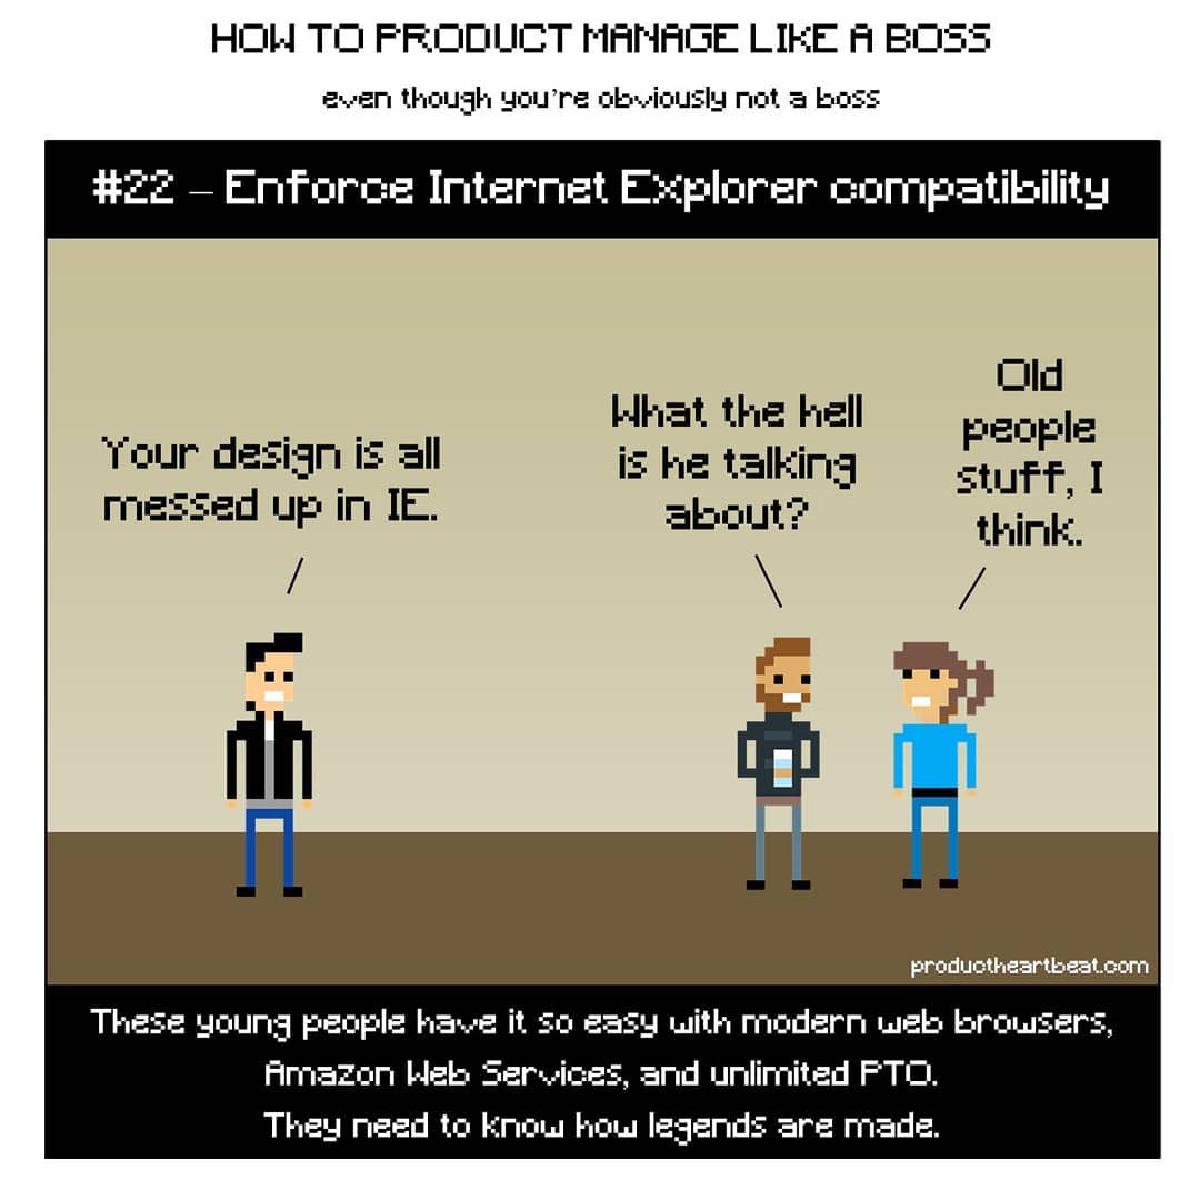 HOW TO PRODUCT MANAGE LIKE A BOSS
even though you're obviously not a boss
#22 – Enforce Internet Explorer compatibility
Your design is all
messed up in IE.
What the hell
is he talking
about?
Old
people
stuff, I
think.
productheartbeat.com
These young people have it so easy with modern web browsers,
Amazon Web Services, and unlimited PTO.
They need to know how legends are made.